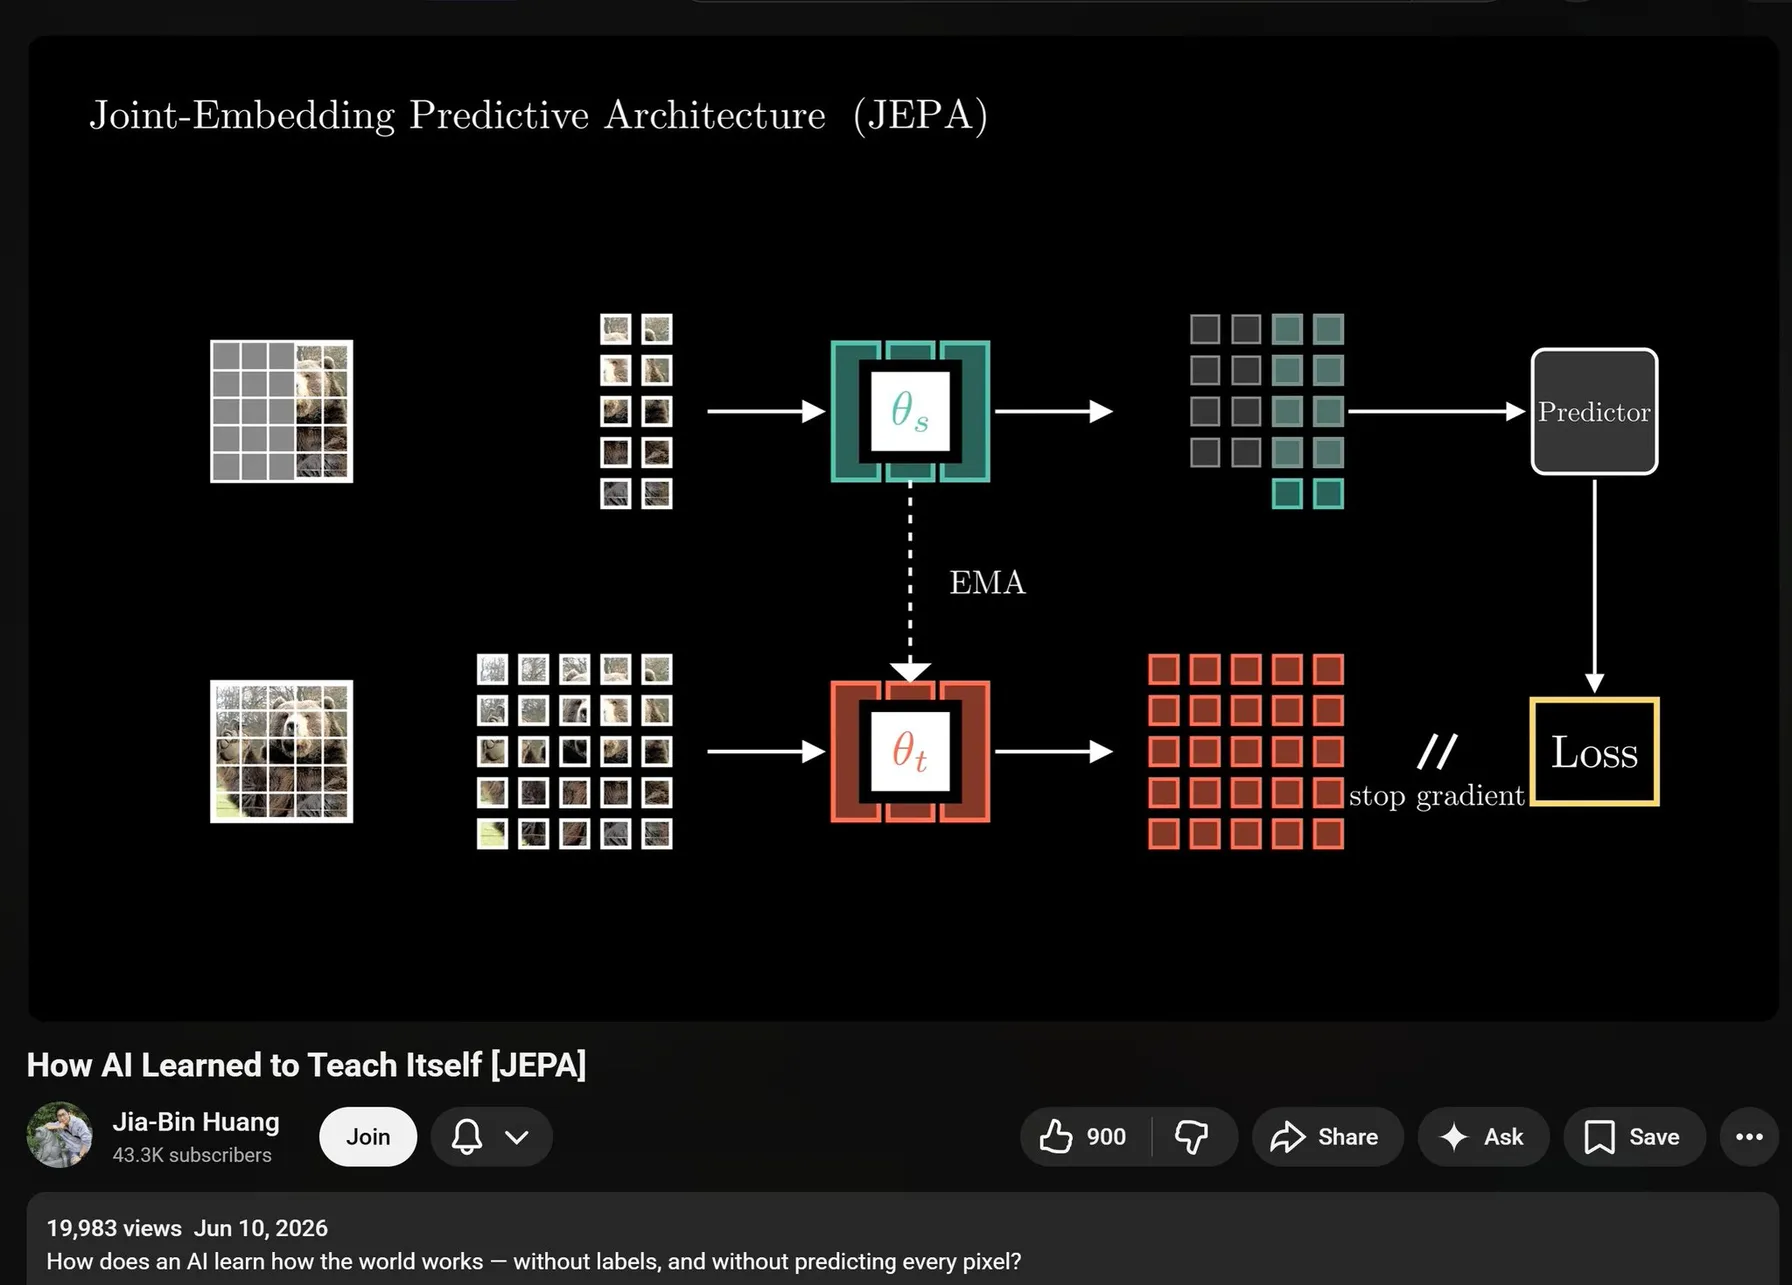 Joint-Embedding Predictive Architecture (JEPA)
θs
Predictor
EMA
θt
stop gradient
Loss
How AI Learned to Teach Itself [JEPA]
Jia-Bin Huang
43.3K subscribers
Join
900
Share
Ask
Save
19,983 views Jun 10, 2026
How does an AI learn how the world works — without labels, and without predicting every pixel?